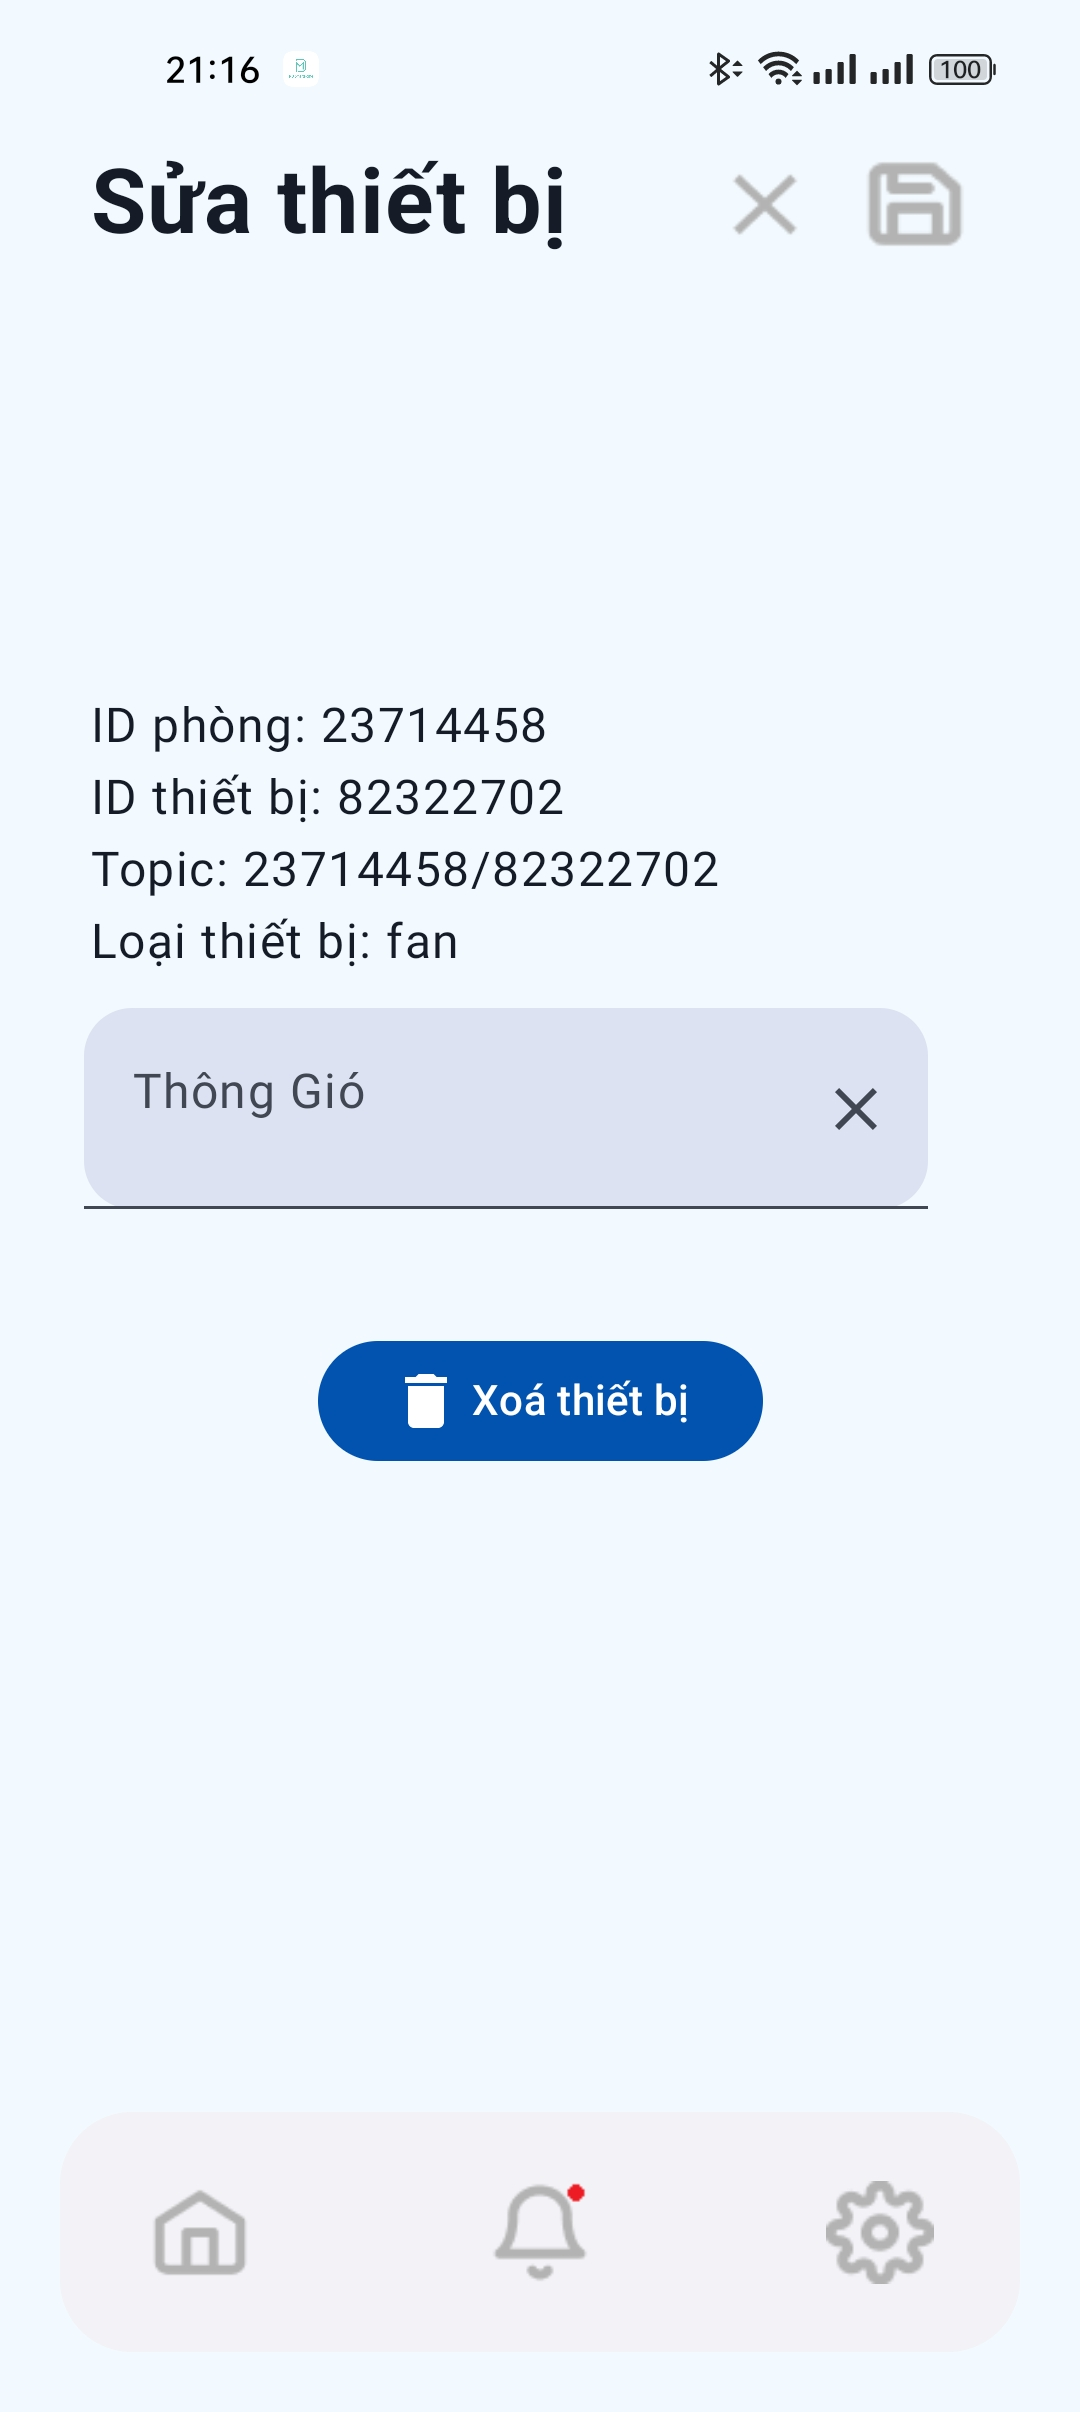 21:16
100
Sửa thiết bị
ID phòng: 23714458
ID thiết bị: 82322702
Topic: 23714458/82322702
Loại thiết bị: fan
Thông Gió
Xoá thiết bị